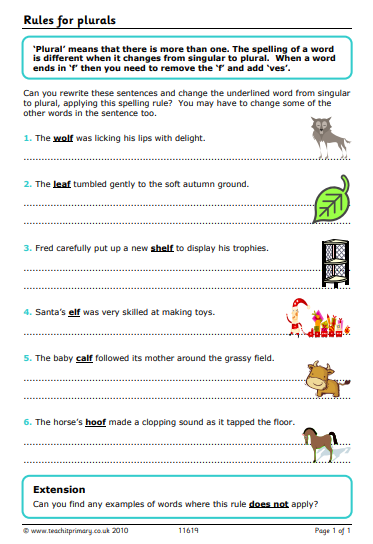 Rules for plurals
‘Plural’ means that there is more than one. The spelling of a word
is different when it changes from singular to plural. When a word
ends in ‘f’ then you need to remove the ‘f’ and add ‘ves’.
Can you rewrite these sentences and change the underlined word from singular
to plural, applying this spelling rule? You may have to change some of the
other words in the sentence too.
1. The wolf was licking his lips with delight.
2. The leaf tumbled gently to the soft autumn ground.
3. Fred carefully put up a new shelf to display his trophies.
4. Santa’s elf was very skilled at making toys.
5. The baby calf followed its mother around the grassy field.
6. The horse’s hoof made a clopping sound as it tapped the floor.
Extension
Can you find any examples of words where this rule does not apply?
© www.teachitprimary.co.uk 2010 11619 Page 1 of 1